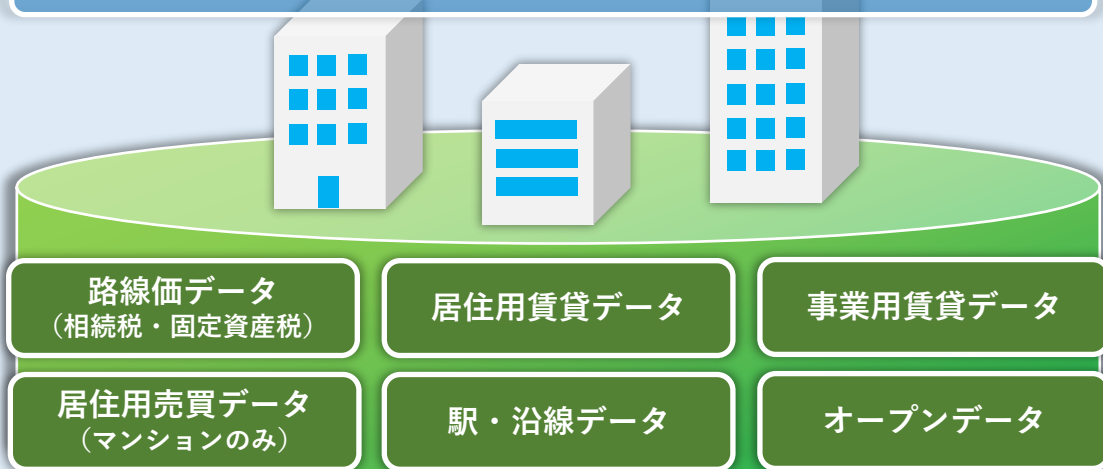 路線価データ
（相続税・固定資産税）
居住用賃貸データ
事業用賃貸データ
居住用売買データ
（マンションのみ）
駅・沿線データ
オープンデータ